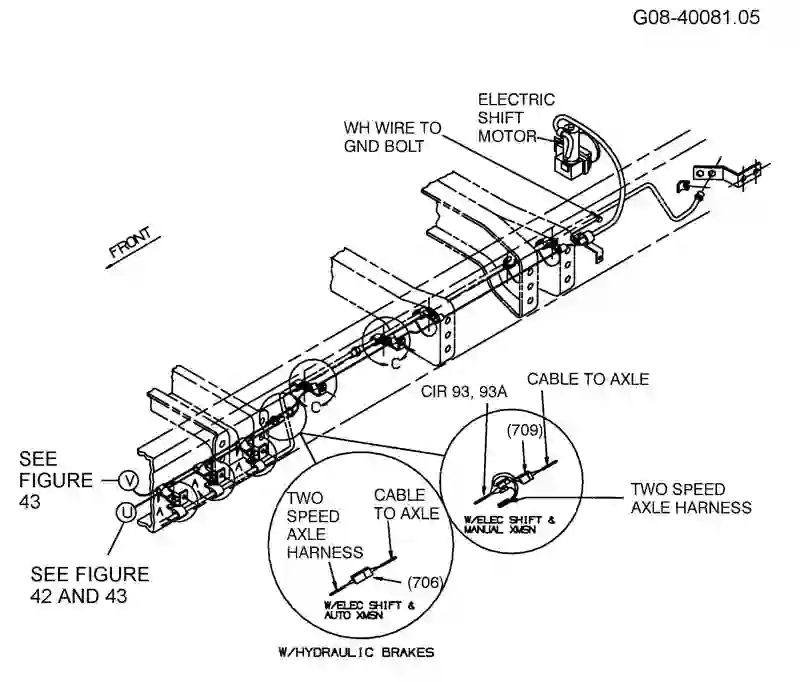 G08-40081.05
ELECTRIC
SHIFT
MOTOR
WH WIRE TO
GND BOLT
FRONT
C
C
CIR 93, 93A
CABLE TO AXLE
(709)
SEE
FIGURE
43
V
U
TWO SPEED
AXLE HARNESS
W/ELEC SHIFT &
MANUAL XMSN
TWO
SPEED
AXLE
HARNESS
CABLE
TO AXLE
SEE FIGURE
42 AND 43
(706)
W/ELEC SHIFT &
AUTO XMSN
W/HYDRAULIC BRAKES